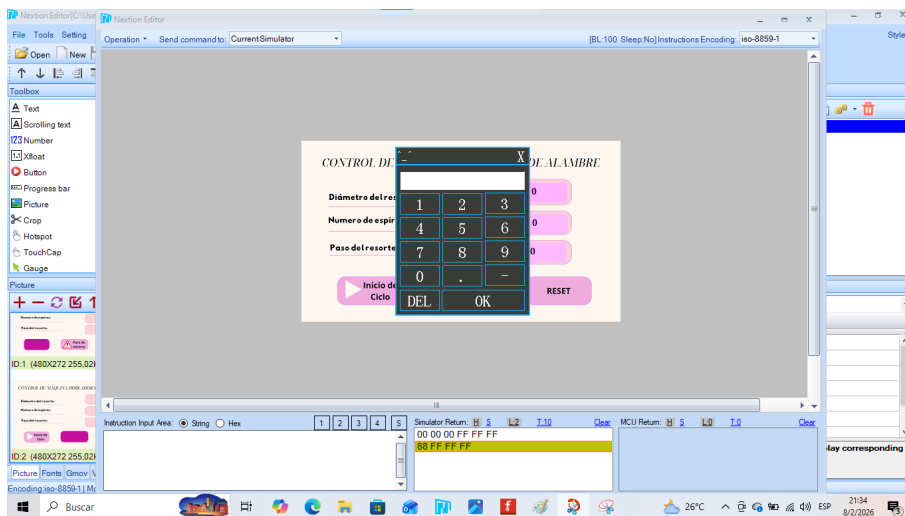 Nextion Editor(C:\Use
Nextion Editor
File Tools Setting
Operation Send command to: CurrentSimulator
[BL:100 Sleep:No]Instructions Encoding: iso-8859-1
Style
Open New
Toolbox
Text
Scrolling text
Number
Xfloat
Button
Progress bar
Picture
Crop
Hotspot
TouchCap
Gauge
CONTROL DE
DE ALAMBRE
^_^ X
Diámetro del res
0
1 2 3
Numero de espir
0
4 5 6
Paso del resorte
0
7 8 9
0 . -
Inicio de
Ciclo
RESET
DEL OK
Picture
ID:1 (480X272 255,02
ID:2 (480X272 255,02
Picture Fonts Gmov V
Encoding:iso-8859-1 | Mo
Instruction Input Area: String Hex
1 2 3 4 S
Simulator Return: H S L:2 T:10 Clear
MCU Return: H S L:0 T:0 Clear
00 00 00 FF FF FF
88 FF FF FF
lay corresponding
Buscar
26°C
ESP
21:34
8/2/2026